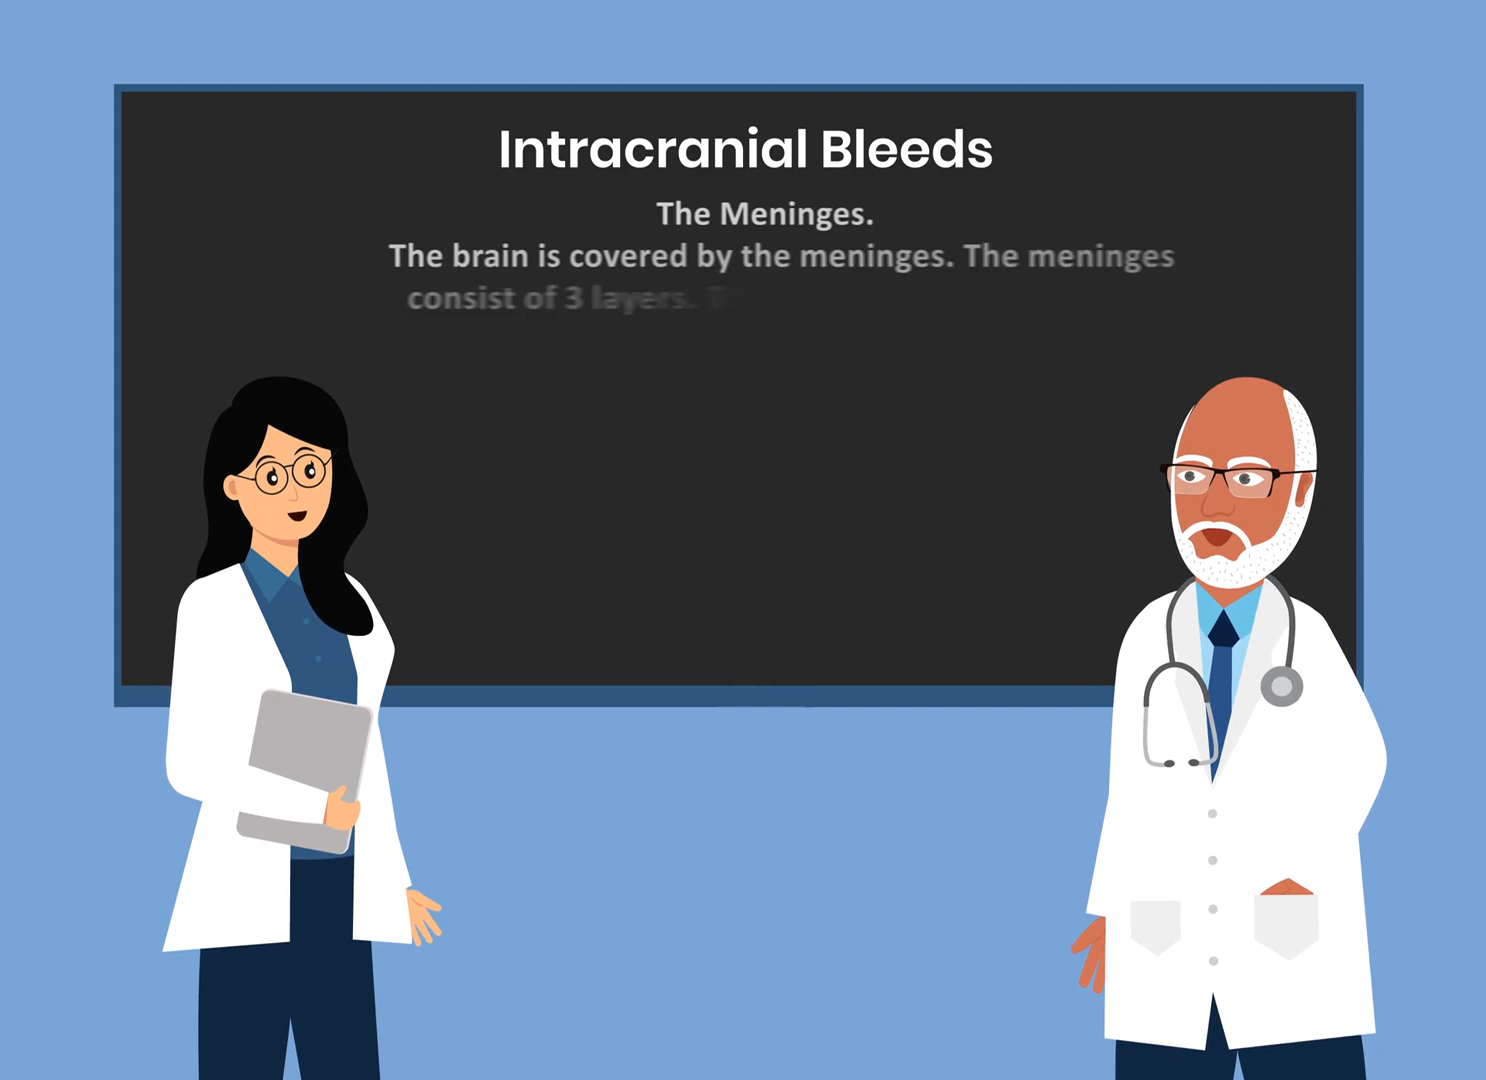 Intracranial Bleeds
The Meninges.
The brain is covered by the meninges. The meninges
consist of 3 layers.